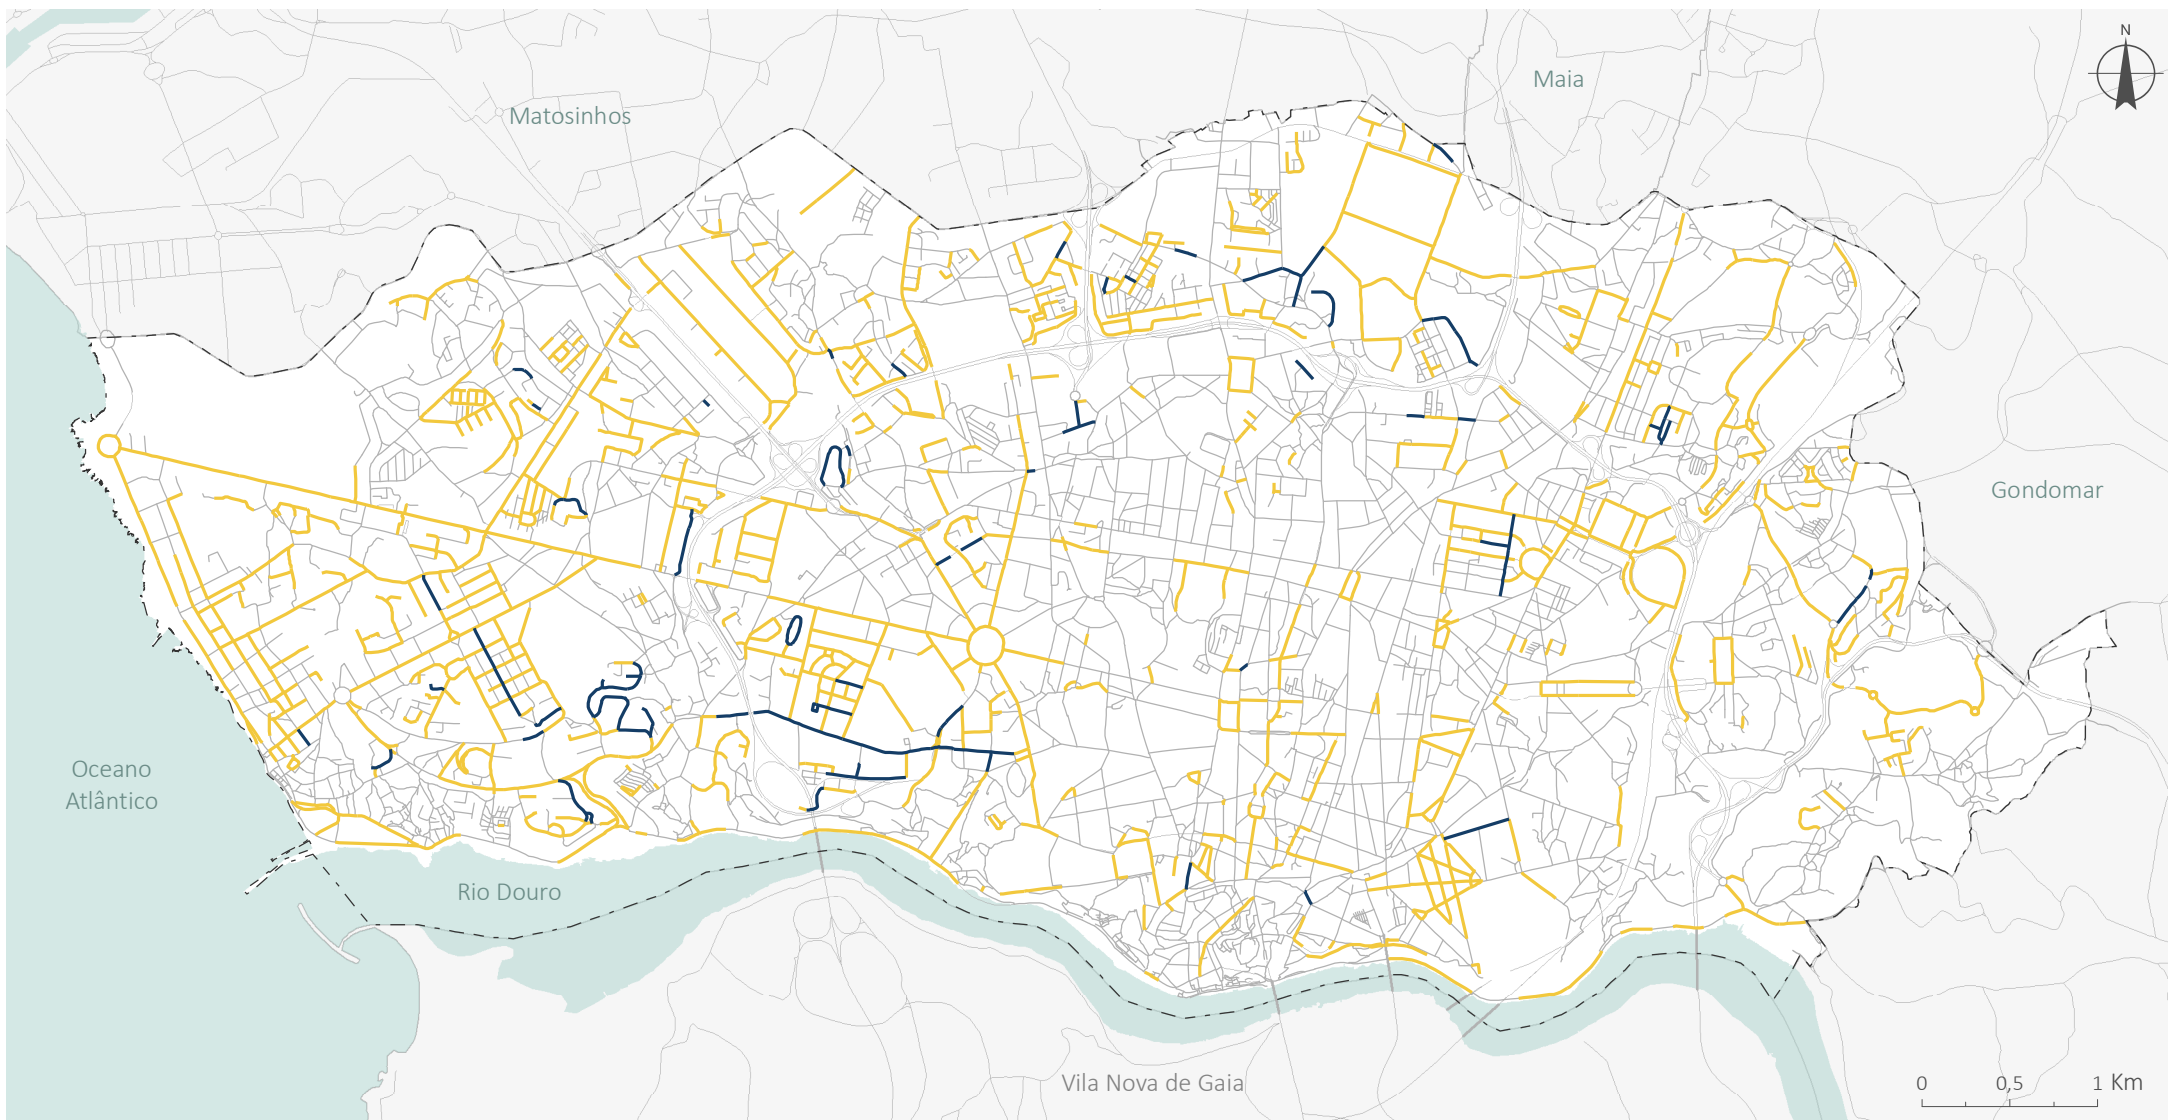 N
Maia
Matosinhos
Gondomar
Oceano
Atlântico
Rio Douro
Vila Nova de Gaia
0 0,5 1 Km